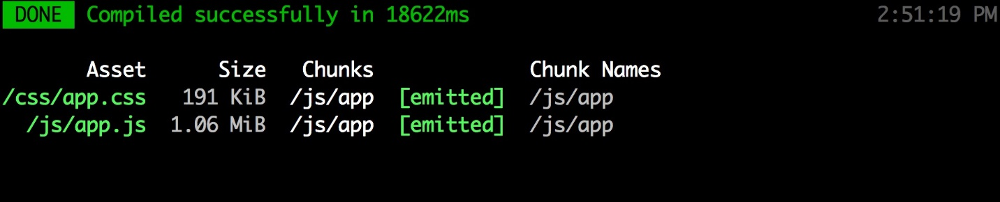 DONE Compiled successfully in 18622ms 2:51:19 PM
Asset Size Chunks Chunk Names
/css/app.css 191 KiB /js/app [emitted] /js/app
/js/app.js 1.06 MiB /js/app [emitted] /js/app